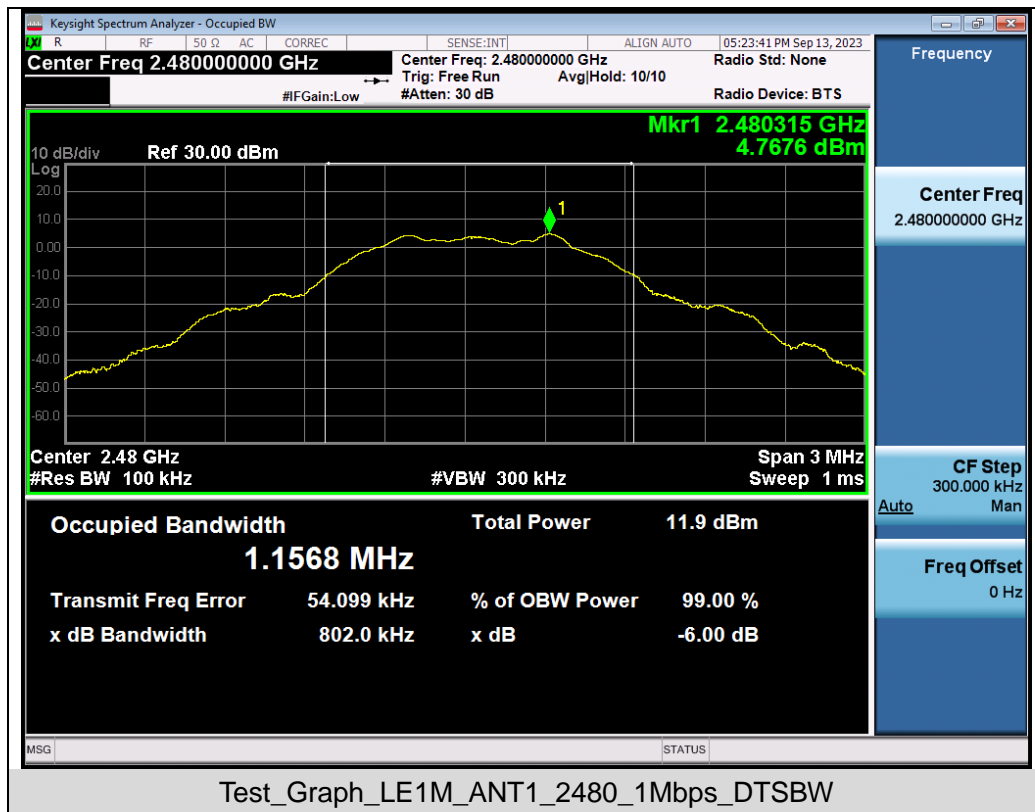 Keysight Spectrum Analyzer - Occupied BW
LXI R RF 50 Ω AC CORREC SENSE:INT ALIGN AUTO 05:23:41 PM Sep 13, 2023
Center Freq 2.480000000 GHz
Center Freq: 2.480000000 GHz Radio Std: None
Trig: Free Run Avg|Hold: 10/10
#IFGain:Low #Atten: 30 dB Radio Device: BTS
Frequency
Mkr1 2.480315 GHz
10 dB/div Ref 30.00 dBm 4.7676 dBm
Log
20.0
10.0
0.00
-10.0
-20.0
-30.0
-40.0
-50.0
-60.0
1
Center 2.48 GHz Span 3 MHz
#Res BW 100 kHz #VBW 300 kHz Sweep 1 ms
Center Freq
2.480000000 GHz
CF Step
300.000 kHz
Auto Man
Freq Offset
0 Hz
Occupied Bandwidth Total Power 11.9 dBm
1.1568 MHz
Transmit Freq Error 54.099 kHz % of OBW Power 99.00 %
x dB Bandwidth 802.0 kHz x dB -6.00 dB
MSG STATUS
Test_Graph_LE1M_ANT1_2480_1Mbps_DTSBW